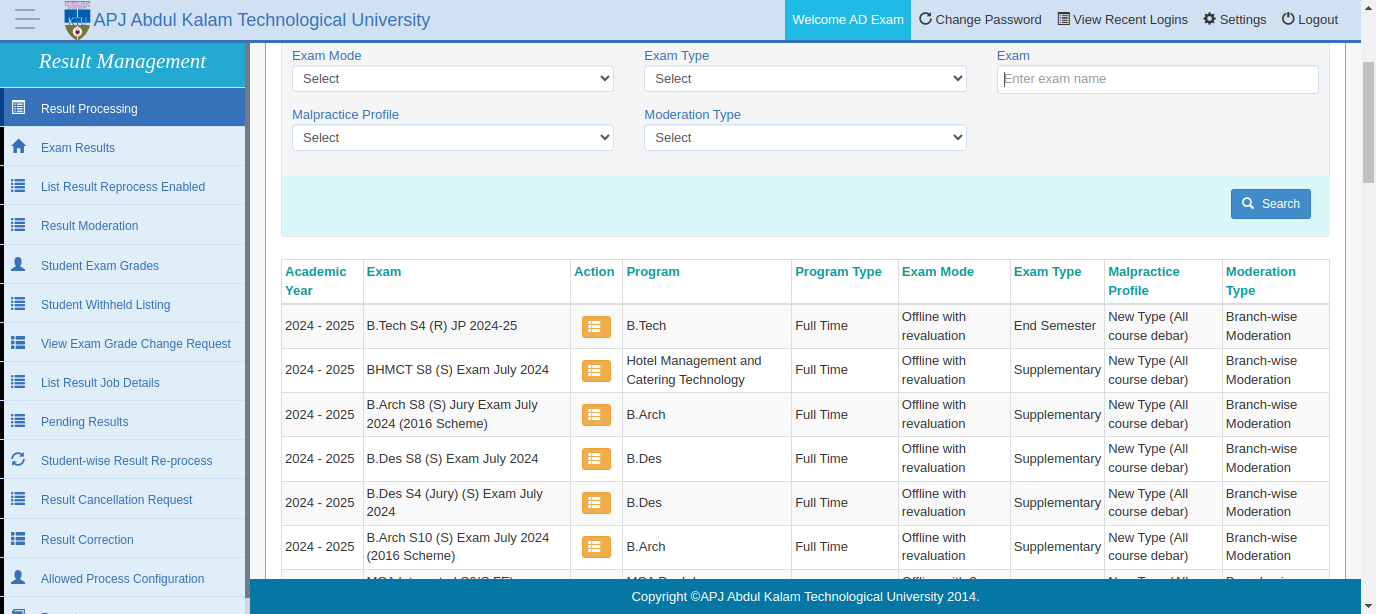 APJ Abdul Kalam Technological University
Welcome AD Exam
Change Password
View Recent Logins
Settings
Logout
Result Management
Result Processing
Exam Results
List Result Reprocess Enabled
Result Moderation
Student Exam Grades
Student Withheld Listing
View Exam Grade Change Request
List Result Job Details
Pending Results
Student-wise Result Re-process
Result Cancellation Request
Result Correction
Allowed Process Configuration
Exam Mode
Exam Type
Exam
Select
Select
Enter exam name
Malpractice Profile
Moderation Type
Select
Select
Search
Academic Year Exam Action Program Program Type Exam Mode Exam Type Malpractice Profile Moderation Type
2024 - 2025 B.Tech S4 (R) JP 2024-25 B.Tech Full Time Offline with revaluation End Semester New Type (All course debar) Branch-wise Moderation
2024 - 2025 BHMCT S8 (S) Exam July 2024 Hotel Management and Catering Technology Full Time Offline with revaluation Supplementary New Type (All course debar) Branch-wise Moderation
2024 - 2025 B.Arch S8 (S) Jury Exam July 2024 (2016 Scheme) B.Arch Full Time Offline with revaluation Supplementary New Type (All course debar) Branch-wise Moderation
2024 - 2025 B.Des S8 (S) Exam July 2024 B.Des Full Time Offline with revaluation Supplementary New Type (All course debar) Branch-wise Moderation
2024 - 2025 B.Des S4 (Jury) (S) Exam July 2024 B.Des Full Time Offline with revaluation Supplementary New Type (All course debar) Branch-wise Moderation
2024 - 2025 B.Arch S10 (S) Exam July 2024 (2016 Scheme) B.Arch Full Time Offline with revaluation Supplementary New Type (All course debar) Branch-wise Moderation
Copyright ©APJ Abdul Kalam Technological University 2014.